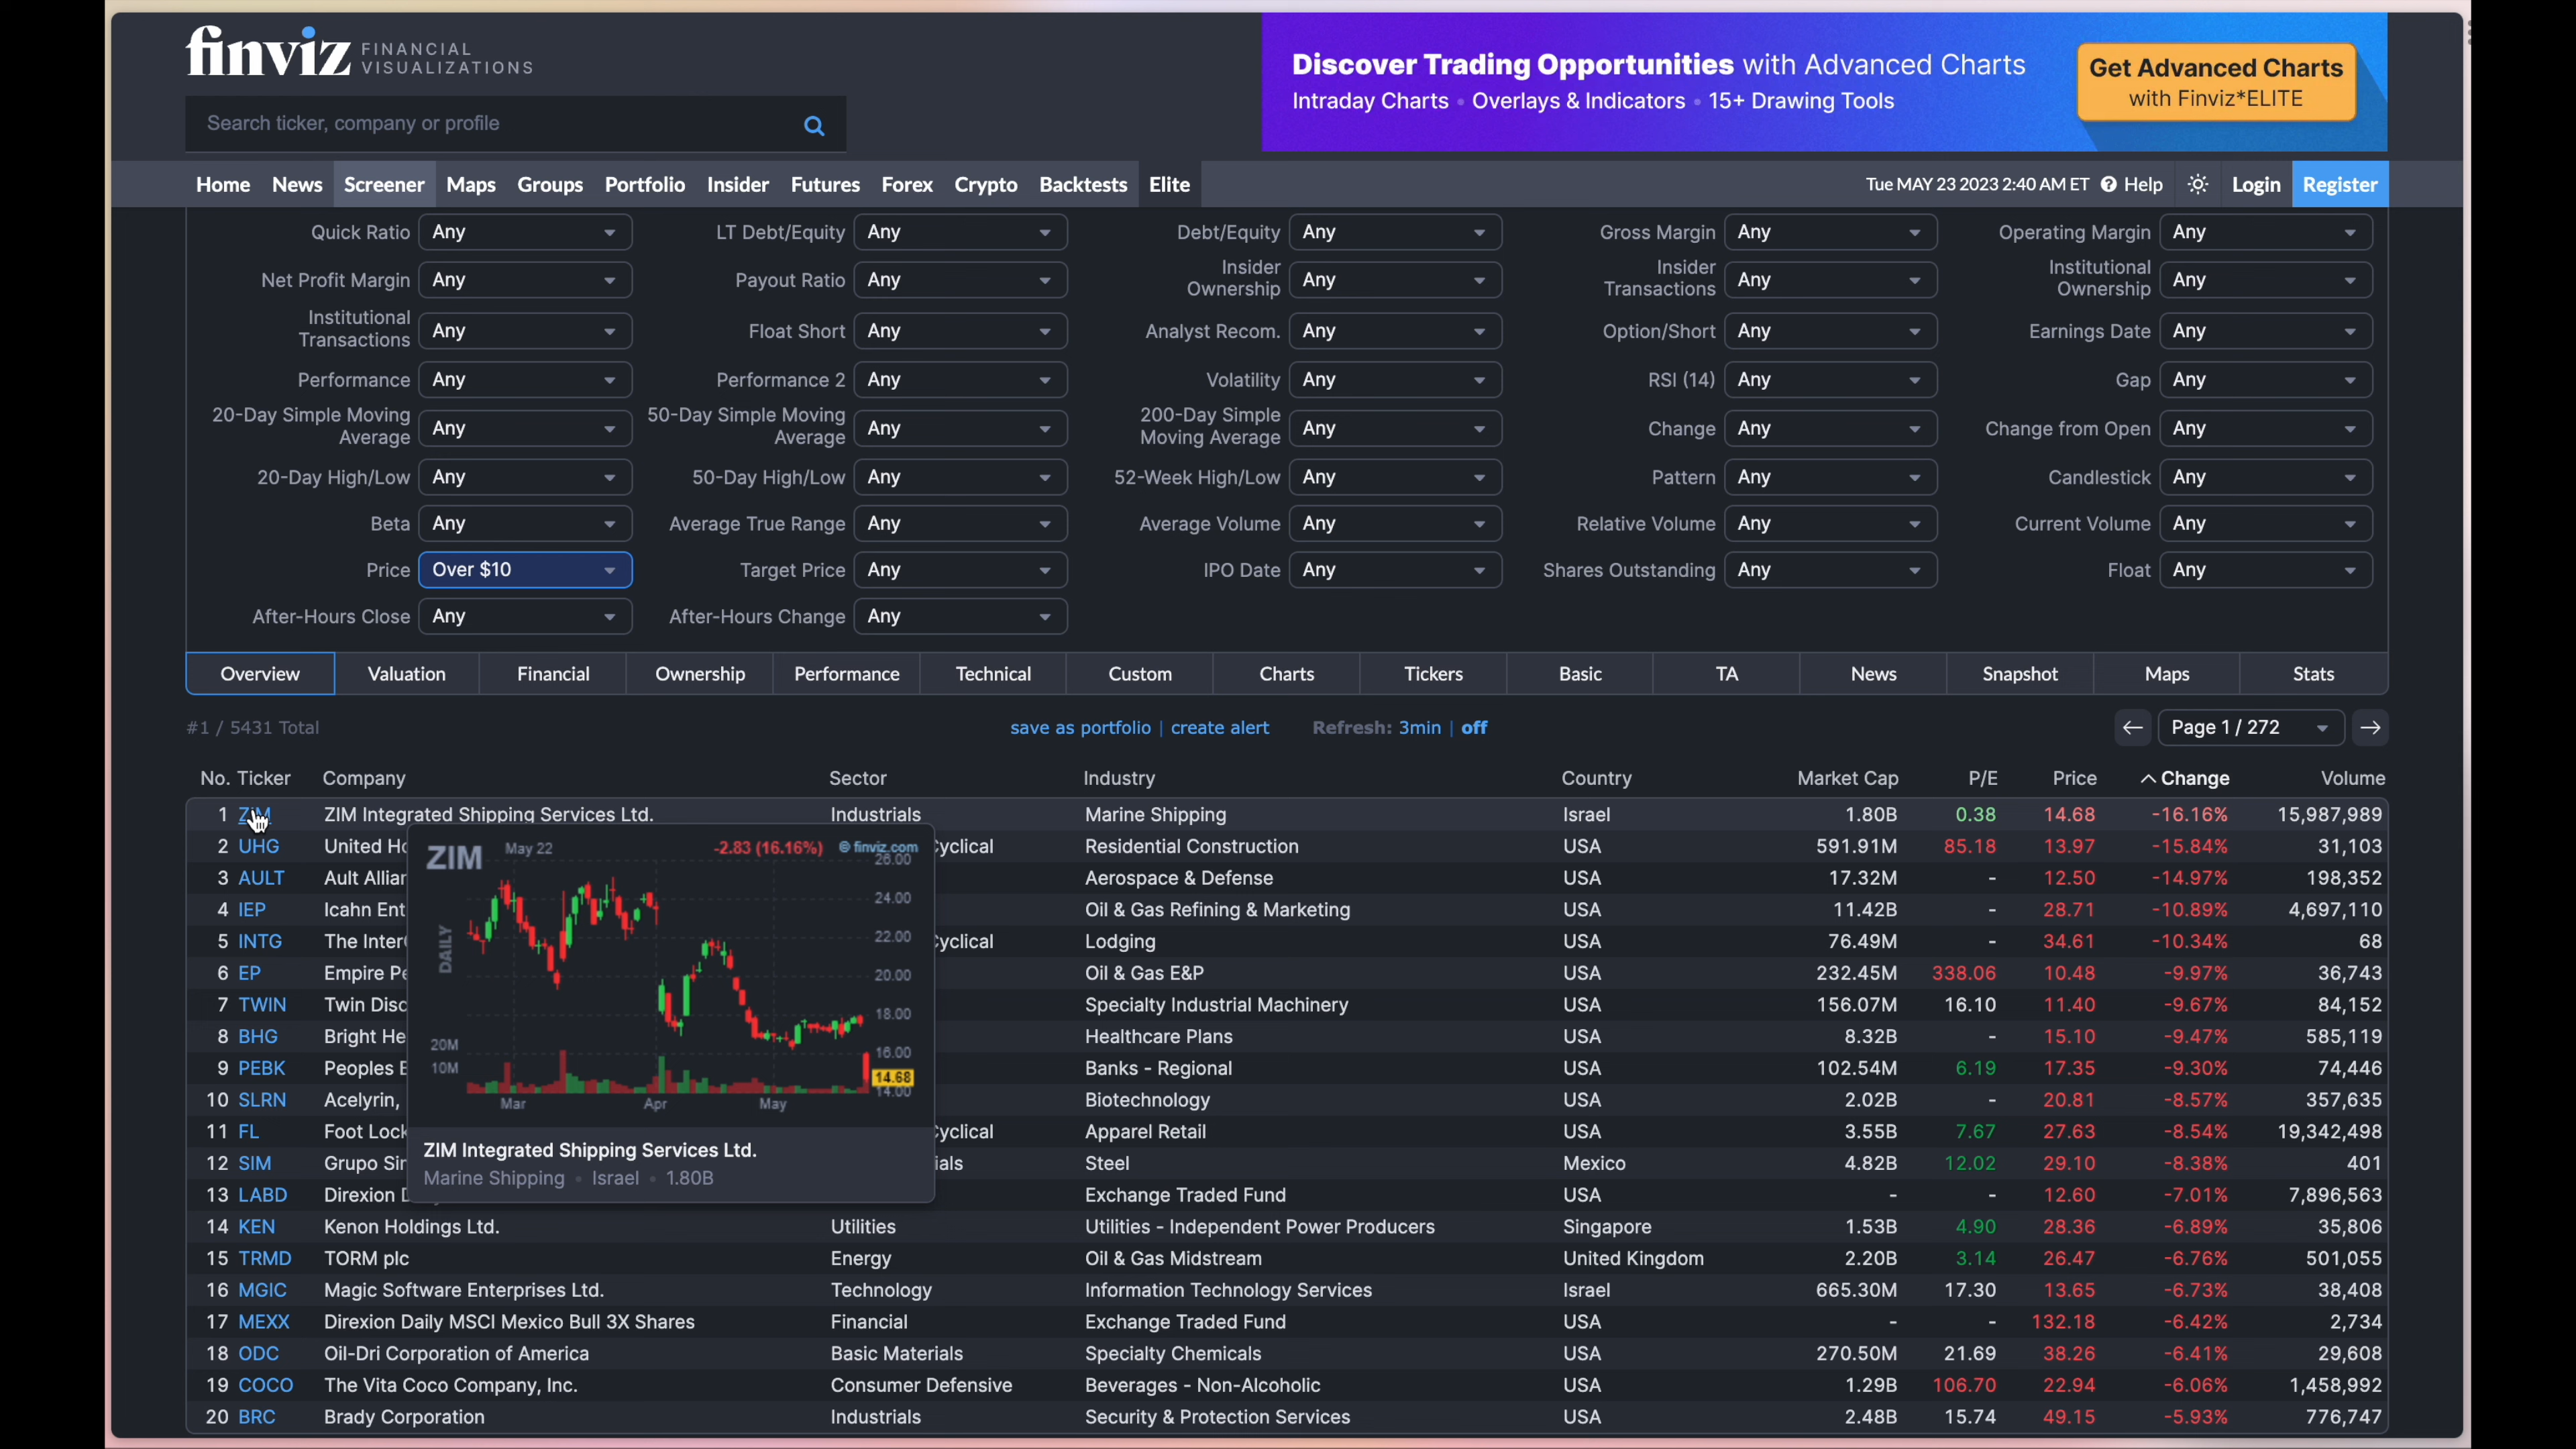 finviz FINANCIAL VISUALIZATIONS
Discover Trading Opportunities with Advanced Charts
Intraday Charts • Overlays & Indicators • 15+ Drawing Tools
Get Advanced Charts
with Finviz*ELITE
Search ticker, company or profile
Home News Screener Maps Groups Portfolio Insider Futures Forex Crypto Backtests Elite Tue MAY 23 2023 2:40 AM ET ? Help Login Register
Quick Ratio Any LT Debt/Equity Any Debt/Equity Any Gross Margin Any Operating Margin Any
Net Profit Margin Any Payout Ratio Any Insider Ownership Any Insider Transactions Any Institutional Ownership Any
Institutional Transactions Any Float Short Any Analyst Recom. Any Option/Short Any Earnings Date Any
Performance Any Performance 2 Any Volatility Any RSI (14) Any Gap Any
20-Day Simple Moving Average Any 50-Day Simple Moving Average Any 200-Day Simple Moving Average Any Change Any Change from Open Any
20-Day High/Low Any 50-Day High/Low Any 52-Week High/Low Any Pattern Any Candlestick Any
Beta Any Average True Range Any Average Volume Any Relative Volume Any Current Volume Any
Price Over $10 Target Price Any IPO Date Any Shares Outstanding Any Float Any
After-Hours Close Any After-Hours Change Any
Overview Valuation Financial Ownership Performance Technical Custom Charts Tickers Basic TA News Snapshot Maps Stats
#1 / 5431 Total save as portfolio | create alert Refresh: 3min | off ← Page 1 / 272 →
No. Ticker Company Sector Industry Country Market Cap P/E Price Change Volume
1 ZIM ZIM Integrated Shipping Services Ltd. Industrials Marine Shipping Israel 1.80B 0.38 14.68 -16.16% 15,987,989
2 UHG United Ho yclical Residential Construction USA 591.91M 85.18 13.97 -15.84% 31,103
3 AULT Ault Allian Aerospace & Defense USA 17.32M - 12.50 -14.97% 198,352
4 IEP Icahn Ent Oil & Gas Refining & Marketing USA 11.42B - 28.71 -10.89% 4,697,110
5 INTG The Inter yclical Lodging USA 76.49M - 34.61 -10.34% 68
6 EP Empire Pe Oil & Gas E&P USA 232.45M 338.06 10.48 -9.97% 36,743
7 TWIN Twin Disc Specialty Industrial Machinery USA 156.07M 16.10 11.40 -9.67% 84,152
8 BHG Bright He Healthcare Plans USA 8.32B - 15.10 -9.47% 585,119
9 PEBK Peoples B Banks - Regional USA 102.54M 6.19 17.35 -9.30% 74,446
10 SLRN Acelyrin, Biotechnology USA 2.02B - 20.81 -8.57% 357,635
11 FL Foot Lock yclical Apparel Retail USA 3.55B 7.67 27.63 -8.54% 19,342,498
12 SIM Grupo Sim ials Steel Mexico 4.82B 12.02 29.10 -8.38% 401
13 LABD Direxion D Exchange Traded Fund USA - - 12.60 -7.01% 7,896,563
14 KEN Kenon Holdings Ltd. Utilities Utilities - Independent Power Producers Singapore 1.53B 4.90 28.36 -6.89% 35,806
15 TRMD TORM plc Energy Oil & Gas Midstream United Kingdom 2.20B 3.14 26.47 -6.76% 501,055
16 MGIC Magic Software Enterprises Ltd. Technology Information Technology Services Israel 665.30M 17.30 13.65 -6.73% 38,408
17 MEXX Direxion Daily MSCI Mexico Bull 3X Shares Financial Exchange Traded Fund USA - - 132.18 -6.42% 2,734
18 ODC Oil-Dri Corporation of America Basic Materials Specialty Chemicals USA 270.50M 21.69 38.26 -6.41% 29,608
19 COCO The Vita Coco Company, Inc. Consumer Defensive Beverages - Non-Alcoholic USA 1.29B 106.70 22.94 -6.06% 1,458,992
20 BRC Brady Corporation Industrials Security & Protection Services USA 2.48B 15.74 49.15 -5.93% 776,747
ZIM May 22 -2.83 (16.16%) © finviz.com
26.00
24.00
22.00
DAILY
20.00
18.00
20M
16.00
10M
14.68
14.00
Mar Apr May
ZIM Integrated Shipping Services Ltd.
Marine Shipping • Israel • 1.80B